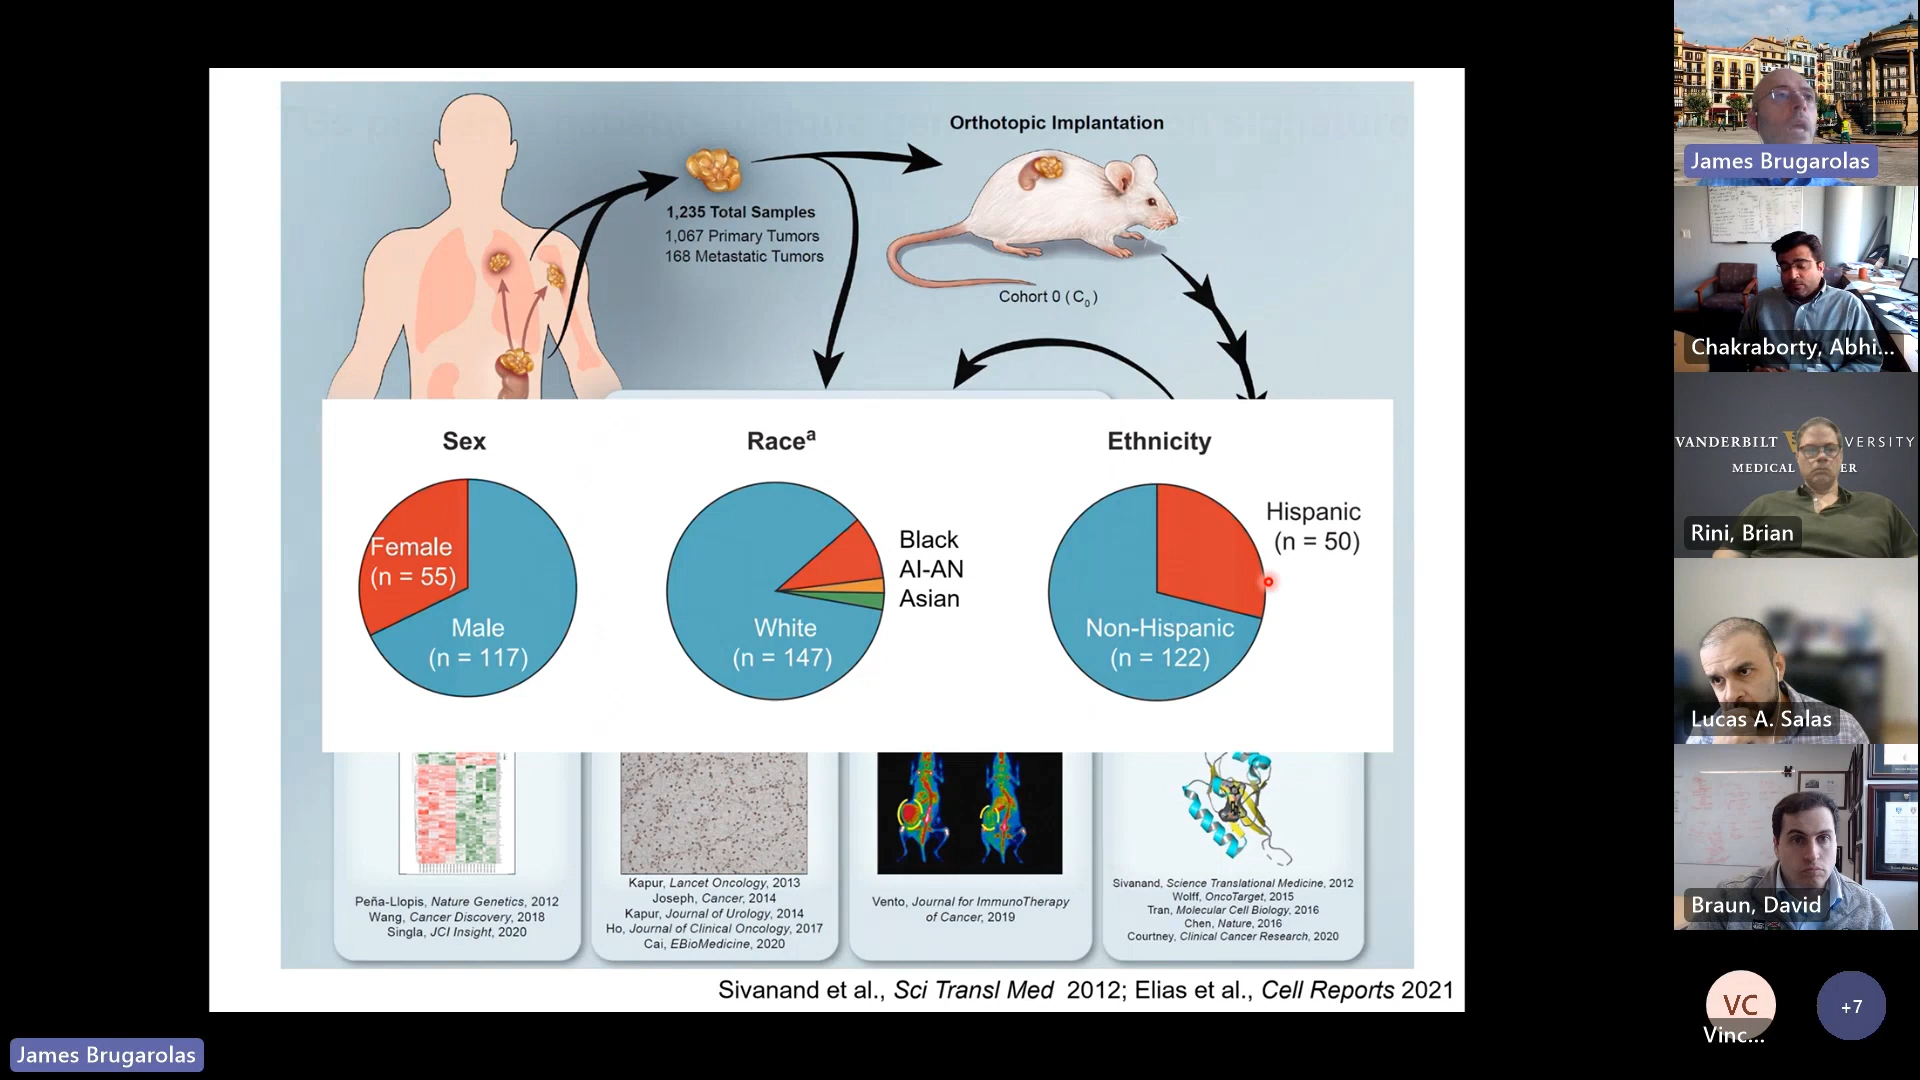 Orthotopic Implantation
1,235 Total Samples
1,067 Primary Tumors
168 Metastatic Tumors
Cohort 0 (C0)
Sex
Racea
Ethnicity
Female
(n = 55)
Male
(n = 117)
White
(n = 147)
Black
AI-AN
Asian
Hispanic
(n = 50)
Non-Hispanic
(n = 122)
Peña-Llopis, Nature Genetics, 2012
Wang, Cancer Discovery, 2018
Singla, JCI Insight, 2020
Kapur, Lancet Oncology, 2013
Joseph, Cancer, 2014
Kapur, Journal of Urology, 2014
Ho, Journal of Clinical Oncology, 2017
Cai, EBioMedicine, 2020
Vento, Journal for ImmunoTherapy
of Cancer, 2019
Sivanand, Science Translational Medicine, 2012
Wolff, OncoTarget, 2015
Tran, Molecular Cell Biology, 2016
Chen, Nature, 2016
Courtney, Clinical Cancer Research, 2020
Sivanand et al., Sci Transl Med 2012; Elias et al., Cell Reports 2021
James Brugarolas
James Brugarolas
Chakraborty, Abhi...
VANDERBILT VERSITY
MEDICAL ER
Rini, Brian
Lucas A. Salas
Braun, David
VC
Vinc...
+7